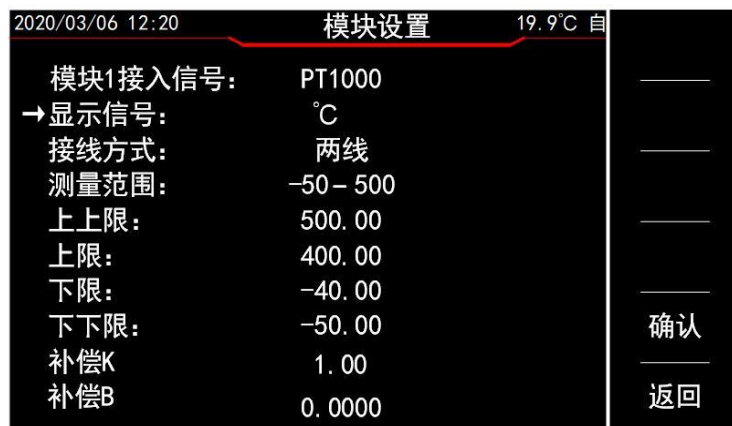 2020/03/06 12:20 模块设置 19.9℃ 自
模块1接入信号: PT1000
→显示信号: ℃
接线方式: 两线
测量范围: -50-500
上上限: 500.00
上限: 400.00
下限: -40.00
下下限: -50.00
补偿K 1.00
补偿B 0.0000
确认
返回